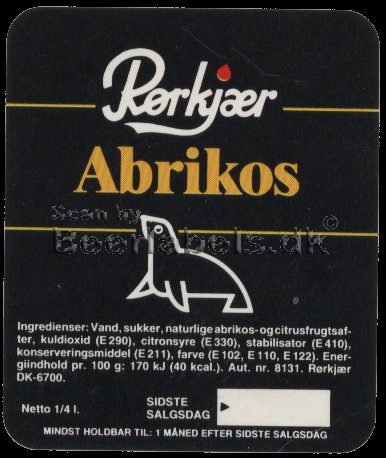 Rørkjær
Abrikos
Scan by
Beerlabels.dk ©
Ingredienser: Vand, sukker, naturlige abrikos- og citrusfrugtsaf-
ter, kuldioxid (E 290), citronsyre (E 330), stabilisator (E 410),
konserveringsmiddel (E 211), farve (E 102, E 110, E 122). Ener-
giindhold pr. 100 g: 170 kJ (40 kcal.). Aut. nr. 8131. Rørkjær
DK-6700.
Netto 1/4 l.
SIDSTE
SALGSDAG
MINDST HOLDBAR TIL: 1 MÅNED EFTER SIDSTE SALGSDAG